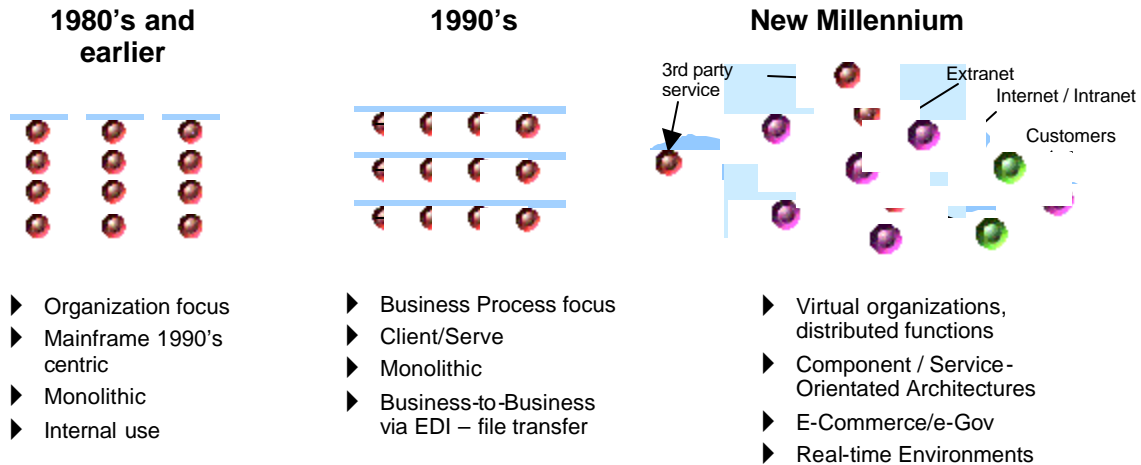 1980's and
earlier
Organization focus
Mainframe 1990's
centric
Monolithic
Internal use
1990's
Business Process focus
Client/Serve
Monolithic
Business-to-Business
via EDI – file transfer
New Millennium
3rd party
service
Extranet
Internet / Intranet
Customers
Virtual organizations,
distributed functions
Component / Service-
Orientated Architectures
E-Commerce/e-Gov
Real-time Environments